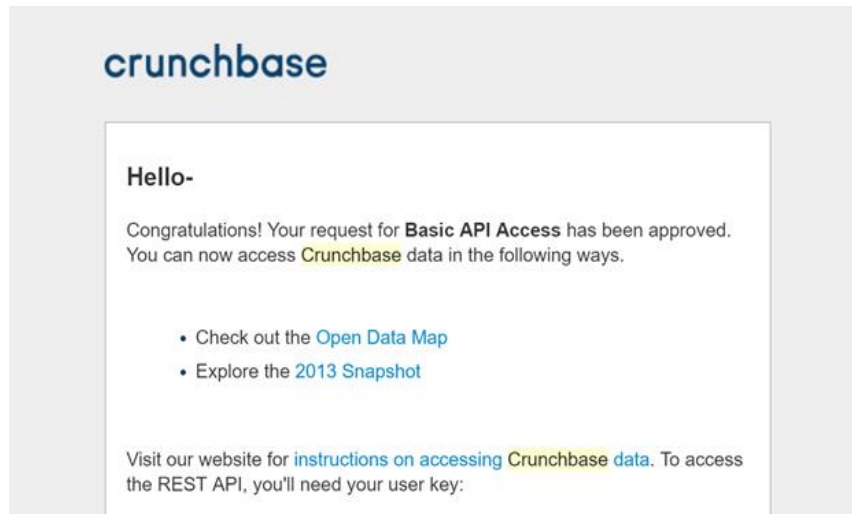 crunchbase
Hello-
Congratulations! Your request for Basic API Access has been approved.
You can now access Crunchbase data in the following ways.
• Check out the Open Data Map
• Explore the 2013 Snapshot
Visit our website for instructions on accessing Crunchbase data. To access
the REST API, you'll need your user key: